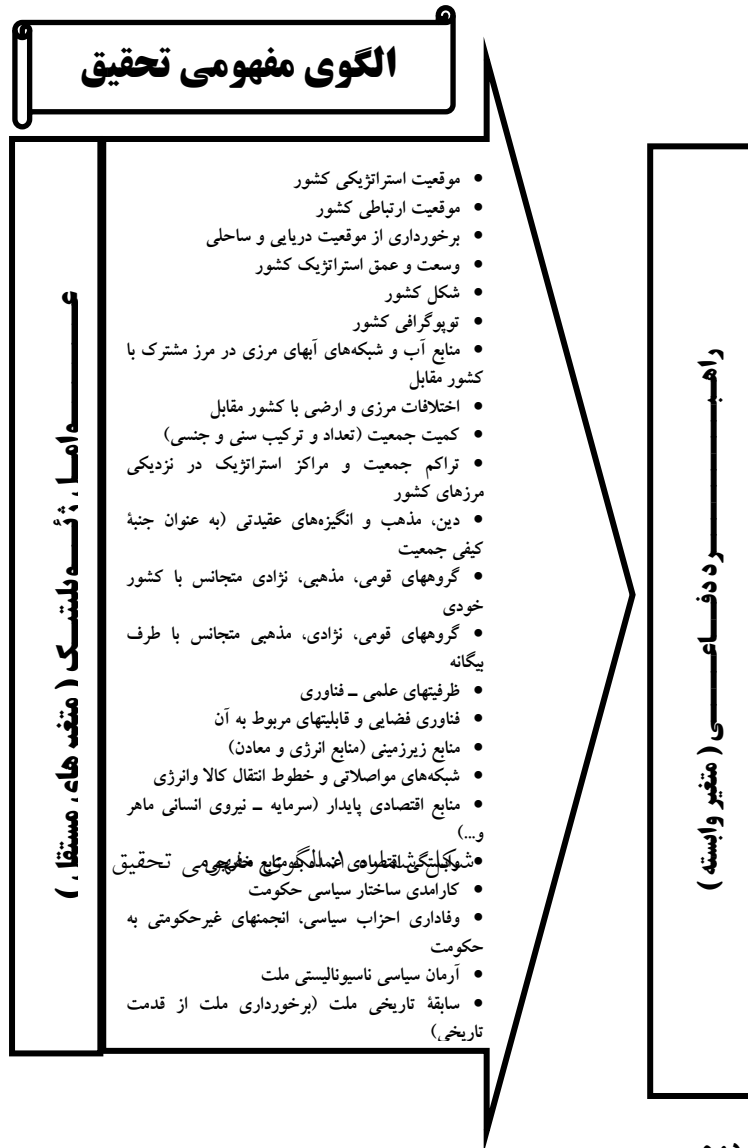 الگوی مفهومی تحقیق
عوامل ژئوپلیتیک (متغیرهای مستقل)
• موقعیت استراتژیکی کشور
• موقعیت ارتباطی کشور
• برخورداری از موقعیت دریایی و ساحلی
• وسعت و عمق استراتژیک کشور
• شکل کشور
• توپوگرافی کشور
• منابع آب و شبکه‌های آبهای مرزی در مرز مشترک با
کشور مقابل
• اختلافات مرزی و ارضی با کشور مقابل
• کمیت جمعیت (تعداد و ترکیب سنی و جنسی)
• تراکم جمعیت و مراکز استراتژیک در نزدیکی
مرزهای کشور
• دین، مذهب و انگیزه‌های عقیدتی (به عنوان جنبهٔ
کیفی جمعیت
• گروههای قومی، مذهبی، نژادی متجانس با کشور
خودی
• گروههای قومی، نژادی، مذهبی متجانس با طرف
بیگانه
• ظرفیتهای علمی ــ فناوری
• فناوری فضایی و قابلیتهای مربوط به آن
• منابع زیرزمینی (منابع انرژی و معادن)
• شبکه‌های مواصلاتی و خطوط انتقال کالا وانرژی
• منابع اقتصادی پایدار (سرمایه ــ نیروی انسانی ماهر
و...)
مفهومی تحقیق
• کارامدی ساختار سیاسی حکومت
• وفاداری احزاب سیاسی، انجمنهای غیرحکومتی به
حکومت
• آرمان سیاسی ناسیونالیستی ملت
• سابقهٔ تاریخی ملت (برخورداری ملت از قدمت
تاریخی)
راهبرد دفاعی (متغیر وابسته)